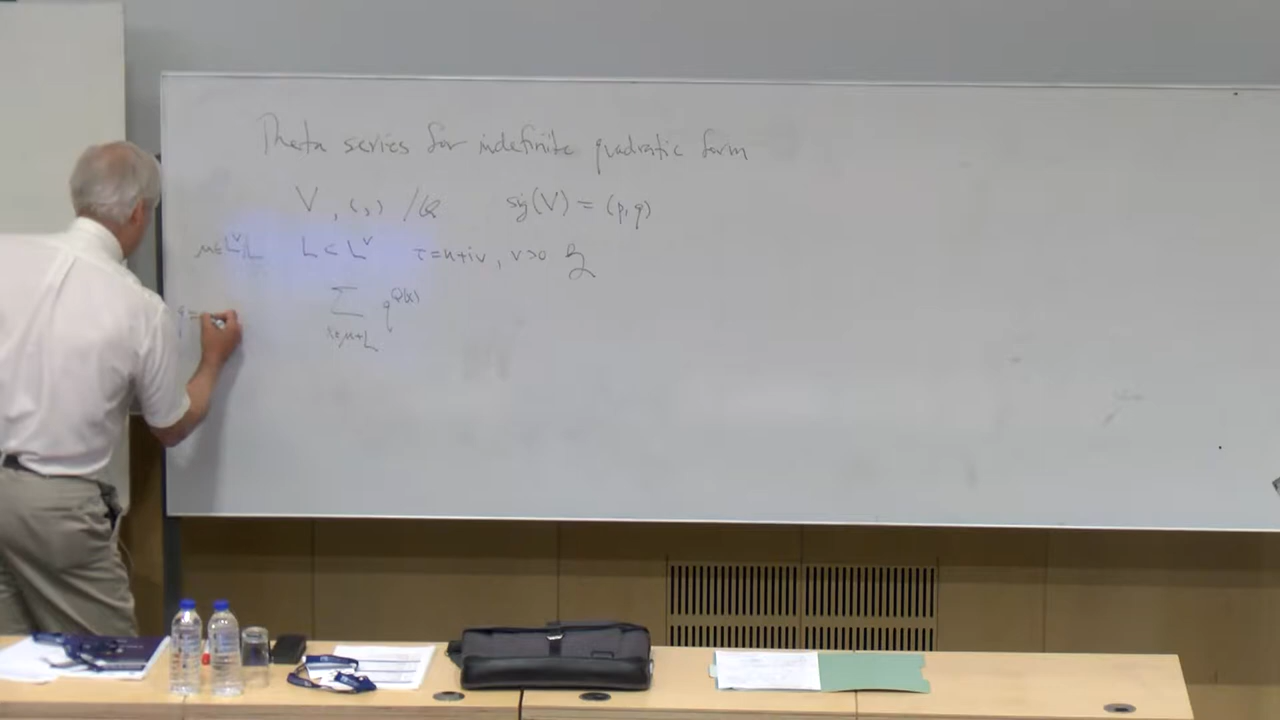 Theta series for indefinite quadratic form
V, ( , ) /Q sig(V) = (p,q)
μ∈L^∨/L L ⊂ L^∨ τ=u+iv, v>0
∑ q^{Q(x)}
x∈μ+L
q =